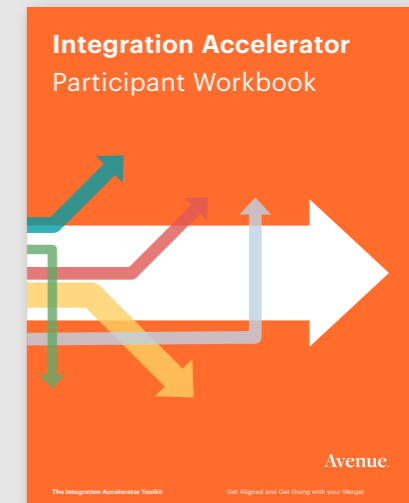 Integration Accelerator
Participant Workbook
Avenue
The Integration Accelerator Toolkit
Get Aligned and Get Going with your Merger